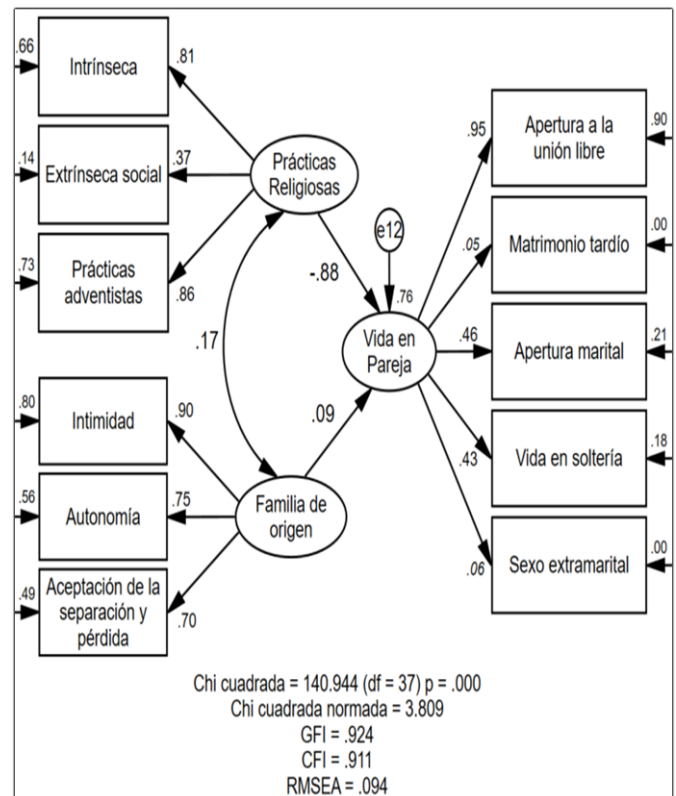 .66
Intrínseca
.81
.14
Extrínseca social
.37
.73
Prácticas
adventistas
.86
Prácticas
Religiosas
-.88
.17
.80
Intimidad
.90
.56
Autonomía
.75
.49
Aceptación de la
separación y
pérdida
.70
Familia de
origen
.09
e12
.76
Vida en
Pareja
.95
Apertura a la
unión libre
.90
.05
Matrimonio tardío
.00
.46
Apertura marital
.21
.43
Vida en soltería
.18
.06
Sexo extramarital
.00
Chi cuadrada = 140.944 (df = 37) p = .000
Chi cuadrada normada = 3.809
GFI = .924
CFI = .911
RMSEA = .094